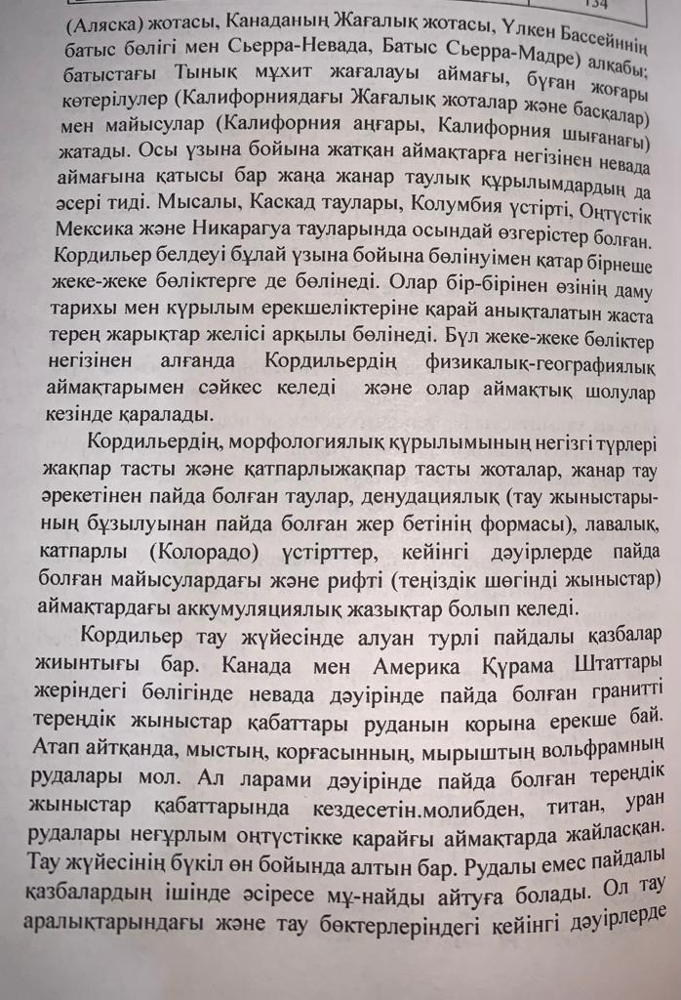 134
(Аляска) жотасы, Канаданың Жағалық жотасы, Үлкен Бассейннің
батыс бөлігі мен Сьерра-Невада, Батыс Сьерра-Мадре) алқабы;
батыстағы Тынық мұхит жағалауы аймағы, бұған жоғары
көтерілулер (Калифорниядағы Жағалық жоталар және басқалар)
мен майысулар (Калифорния аңғары, Калифорния шығанағы)
жатады. Осы ұзына бойына жатқан аймақтарға негізінен невада
аймағына қатысы бар жаңа жанар таулық құрылымдардың да
әсері тиді. Мысалы, Каскад таулары, Колумбия үстірті, Оңтүстік
Мексика және Никарагуа тауларында осындай өзгерістер болған.
Кордильер белдеуі бұлай ұзына бойына бөлінуімен қатар бірнеше
жеке-жеке бөліктерге де бөлінеді. Олар бір-бірінен өзінің даму
тарихы мен күрылым ерекшеліктеріне қарай анықталатын жаста
терең жарықтар желісі арқылы бөлінеді. Бүл жеке-жеке бөліктер
негізінен алғанда Кордильердің физикалық-географиялық
аймақтарымен сәйкес келеді және олар аймақтық шолулар
кезінде қаралады.
Кордильердің, морфологиялық құрылымының негізгі түрлері
жақпар тасты және қатпарлыжақпар тасты жоталар, жанар тау
әрекетінен пайда болған таулар, денудациялық (тау жыныстары-
ның бұзылуынан пайда болған жер бетінің формасы), лавалық,
катпарлы (Колорадо) үстірттер, кейінгі дәуірлерде пайда
болған майысулардағы және рифті (теңіздік шөгінді жыныстар)
аймақтардағы аккумуляциялық жазықтар болып келеді.
Кордильер тау жүйесінде алуан турлі пайдалы қазбалар
жиынтығы бар. Канада мен Америка Құрама Штаттары
жеріндегі бөлігінде невада дәуірінде пайда болған гранитті
тереңдік жыныстар қабаттары руданын корына ерекше бай.
Атап айтқанда, мыстың, корғасынның, мырыштың вольфрамның
рудалары мол. Ал ларами дәуірінде пайда болған тереңдік
жыныстар қабаттарында кездесетін.молибден, титан, уран
рудалары неғұрлым оңтүстікке қарайғы аймақтарда жайласқан.
Тау жүйесінің бүкіл өн бойында алтын бар. Рудалы емес пайдалы
қазбалардың ішінде әсіресе мұ-найды айтуға болады. Ол тау
аралықтарындағы және тау бөктерлеріндегі кейінгі дәуірлерде